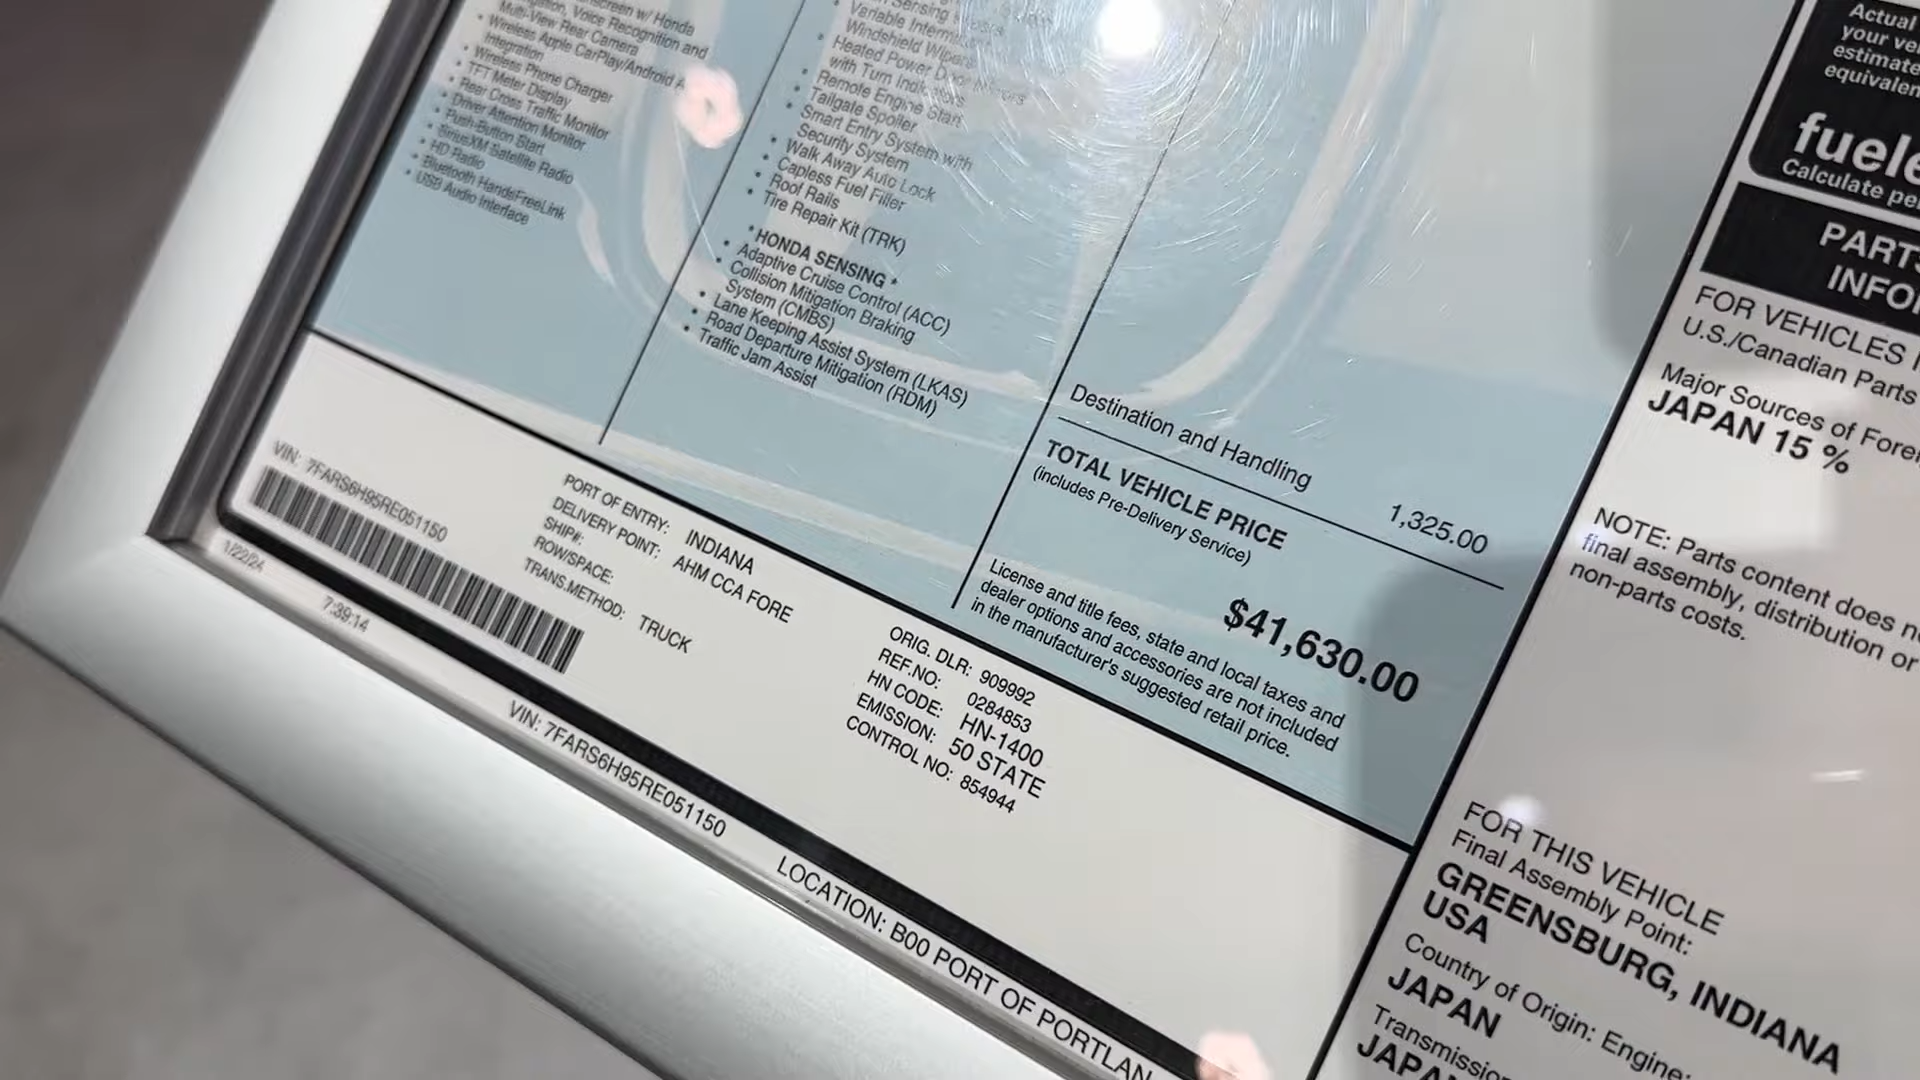 screen w/ Honda
Voice Recognition and
Multi-View Rear Camera
Wireless Apple CarPlay/Android
Integration
Wireless Phone Charger
TFT Meter Display
Rear Cross Traffic Monitor
Driver Attention Monitor
Push-Button Start
SiriusXM Satellite Radio
HD Radio
Bluetooth HandsFreeLink
USB Audio Interface
Sensing
Variable
Windshield Wipers
Heated Power Door Mirrors
with Turn Indicators
Remote Engine Start
Tailgate Spoiler
Smart Entry System with
Security System
Walk Away Auto Lock
Capless Fuel Filler
Roof Rails
Tire Repair Kit (TRK)
* HONDA SENSING *
Adaptive Cruise Control (ACC)
Collision Mitigation Braking
System (CMBS)
Lane Keeping Assist System (LKAS)
Road Departure Mitigation (RDM)
Traffic Jam Assist
Destination and Handling 1,325.00
TOTAL VEHICLE PRICE
(includes Pre-Delivery Service)
$41,630.00
License and title fees, state and local taxes and
dealer options and accessories are not included
in the manufacturer's suggested retail price.
VIN: 7FARS6H95RE051150
1/22/24
7:39:14
PORT OF ENTRY: INDIANA
DELIVERY POINT: AHM CCA FORE
SHIP#:
ROW/SPACE:
TRANS.METHOD: TRUCK
ORIG. DLR: 909992
REF.NO: 0284853
HN CODE: HN-1400
EMISSION: 50 STATE
CONTROL NO: 854944
VIN: 7FARS6H95RE051150 LOCATION: B00 PORT OF PORTLAN
Actual
your ve
estimate
equivalen
fuele
Calculate pe
PARTS
INFO
FOR VEHICLES
U.S./Canadian Parts
Major Sources of Forei
JAPAN 15 %
NOTE: Parts content does n
final assembly, distribution or
non-parts costs.
FOR THIS VEHICLE
Final Assembly Point:
GREENSBURG, INDIANA
USA
Country of Origin: Engine:
JAPAN
Transmission
JAPAN